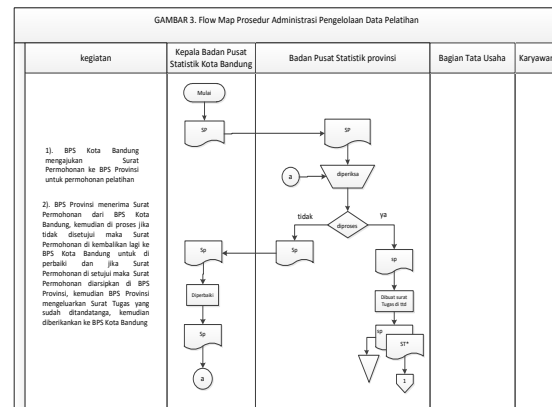 GAMBAR 3. Flow Map Prosedur Administrasi Pengelolaan Data Pelatihan
kegiatan
Kepala Badan Pusat
Statistik Kota Bandung
Badan Pusat Statistik provinsi
Bagian Tata Usaha
Karyawan
1). BPS Kota Bandung
mengajukan Surat
Permohonan ke BPS Provinsi
untuk permohonan pelatihan
2). BPS Provinsi menerima Surat
Permohonan dari BPS Kota
Bandung, kemudian di proses jika
tidak disetujui maka Surat
Permohonan di kembalikan lagi ke
BPS Kota Bandung untuk di
perbaiki dan jika Surat
Permohonan di setujui maka Surat
Permohonan diarsipkan di BPS
Provinsi, kemudian BPS Provinsi
mengeluarkan Surat Tugas yang
sudah ditandatanga, kemudian
diberikankan ke BPS Kota Bandung
Mulai
SP
SP
a
diperiksa
tidak
diproses
ya
Sp
Sp
sp
Diperbaiki
Dibuat surat
Tugas di ttd
Sp
sp
ST*
a
1